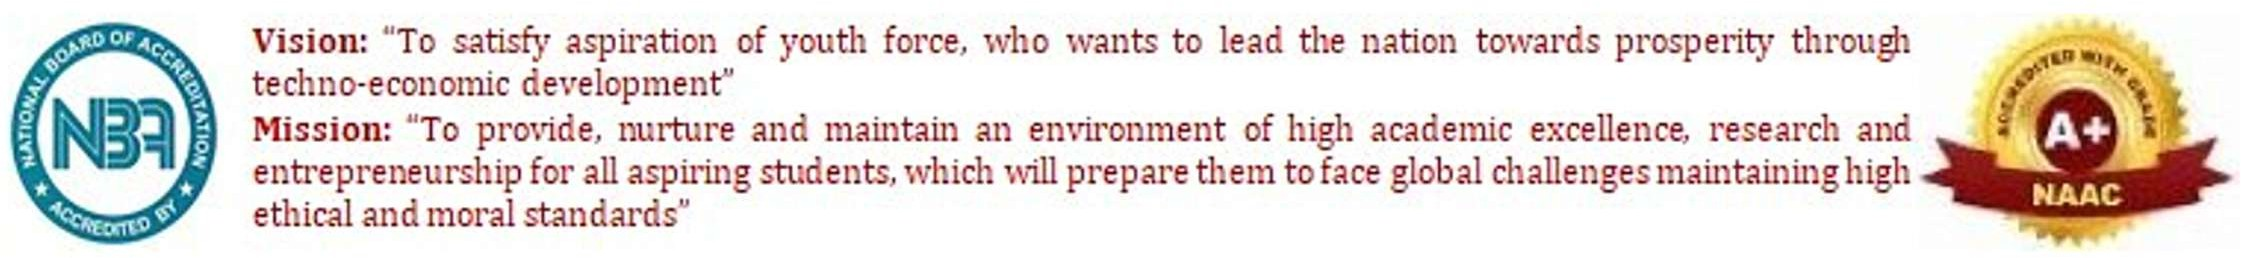 NATIONAL BOARD OF ACCREDITATION
NBA
ACCREDITED BY
Vision: “To satisfy aspiration of youth force, who wants to lead the nation towards prosperity through
techno-economic development”
Mission: “To provide, nurture and maintain an environment of high academic excellence, research and
entrepreneurship for all aspiring students, which will prepare them to face global challenges maintaining high
ethical and moral standards”
ACCREDITED WITH GRADE
A+
NAAC